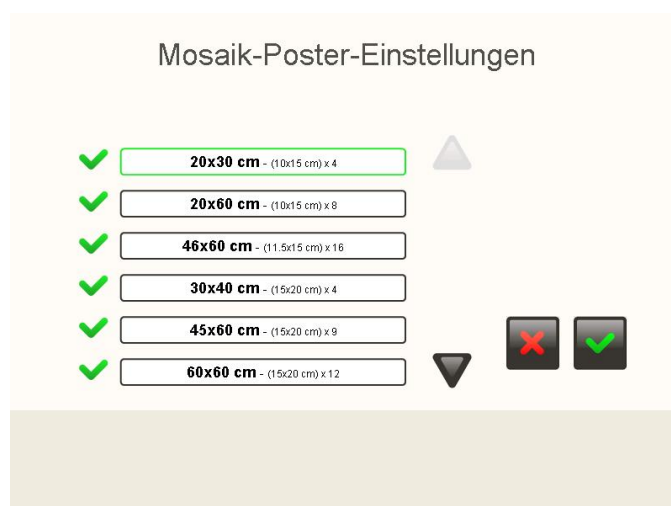 Mosaik-Poster-Einstellungen
20x30 cm - (10x15 cm) x 4
20x60 cm - (10x15 cm) x 8
46x60 cm - (11.5x15 cm) x 16
30x40 cm - (15x20 cm) x 4
45x60 cm - (15x20 cm) x 9
60x60 cm - (15x20 cm) x 12